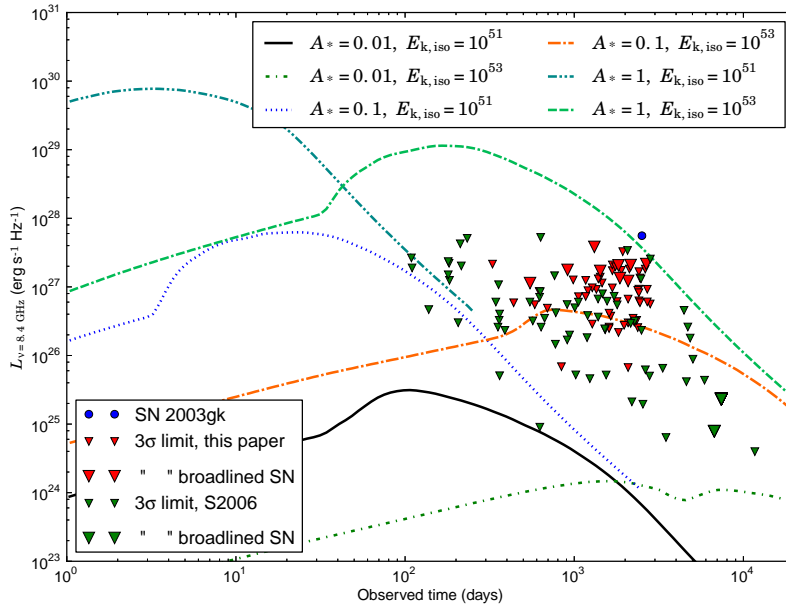 A* = 0.01, E_k,iso = 10^51
A* = 0.01, E_k,iso = 10^53
A* = 0.1, E_k,iso = 10^51
A* = 0.1, E_k,iso = 10^53
A* = 1, E_k,iso = 10^51
A* = 1, E_k,iso = 10^53
10^31
10^30
10^29
10^28
10^27
10^26
10^25
10^24
10^23
L_ν=8.4 GHz (erg s^-1 Hz^-1)
SN 2003gk
3σ limit, this paper
" " broadlined SN
3σ limit, S2006
" " broadlined SN
10^0 10^1 10^2 10^3 10^4
Observed time (days)